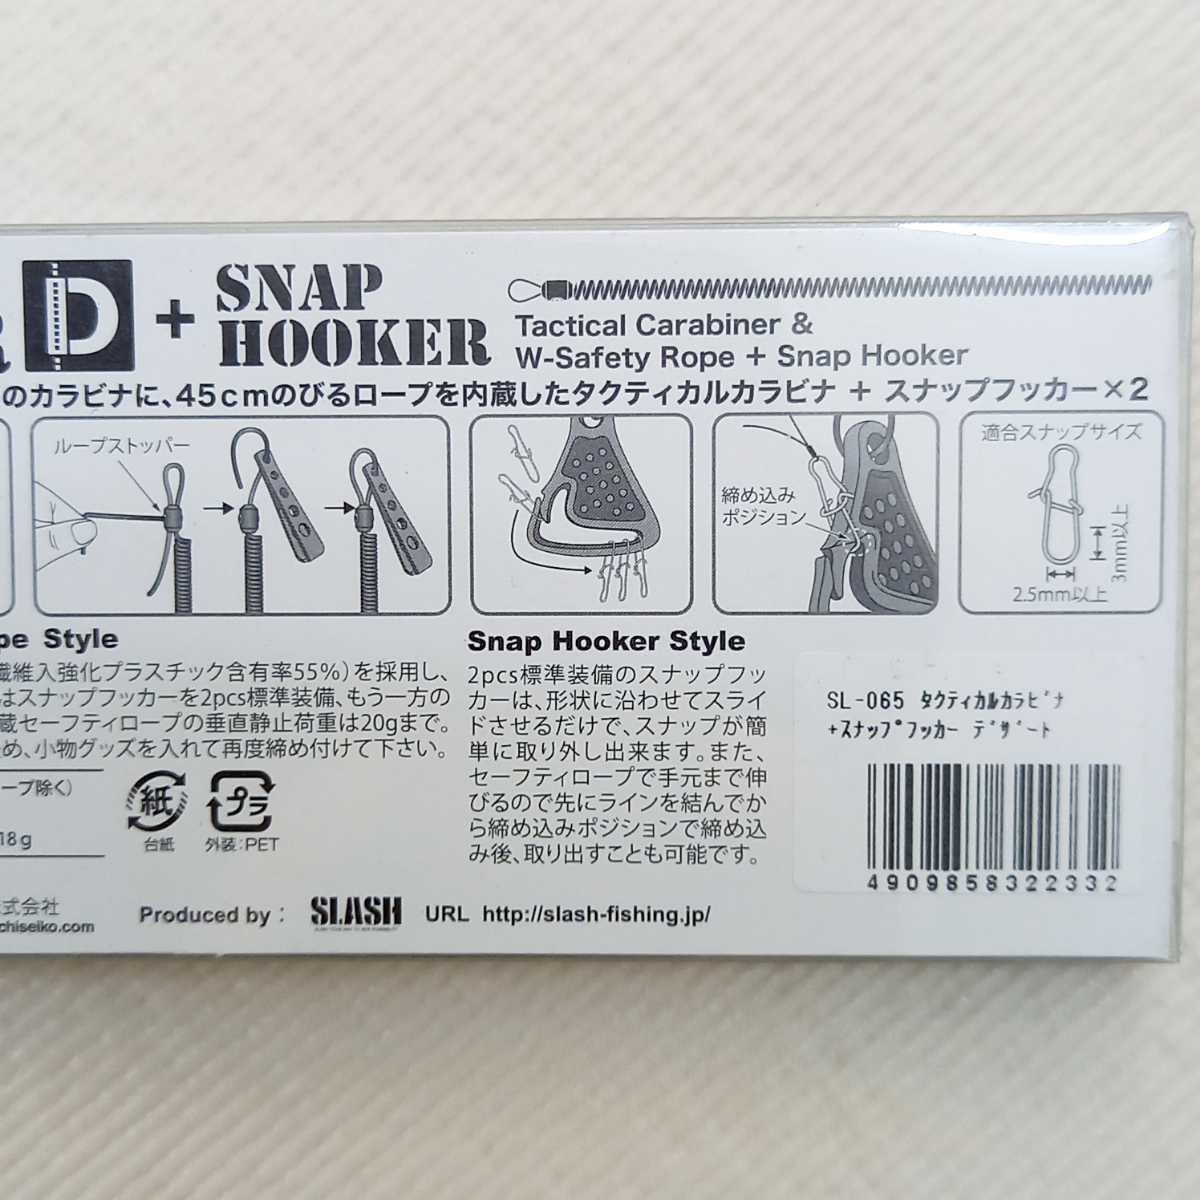 D + SNAP
HOOKER
Tactical Carabiner &
W-Safety Rope + Snap Hooker
のカラビナに、45cmのびるロープを内蔵したタクティカルカラビナ + スナップフッカー×2
ループストッパー
締め込み
ポジション
適合スナップサイズ
3mm以上
2.5mm以上
pe Style
維入強化プラスチック含有率55%)を採用し、
はスナップフッカーを2pcs標準装備、もう一方の
蔵セーフティロープの垂直静止荷重は20gまで。
め、小物グッズを入れて再度締め付けて下さい。
ープ除く)
18g
紙
台紙
プラ
外装:PET
Snap Hooker Style
2pcs標準装備のスナップフッ
カーは、形状に沿わせてスライ
ドさせるだけで、スナップが簡
単に取り外し出来ます。また、
セーフティロープで手元まで伸
びるので先にラインを結んでか
ら締め込みポジションで締め込
み後、取り出すことも可能です。
SL-065 タクティカルカラビナ
+スナップフッカー デザート
4909858322332
式会社
chiseiko.com
Produced by : SLASH URL http://slash-fishing.jp/